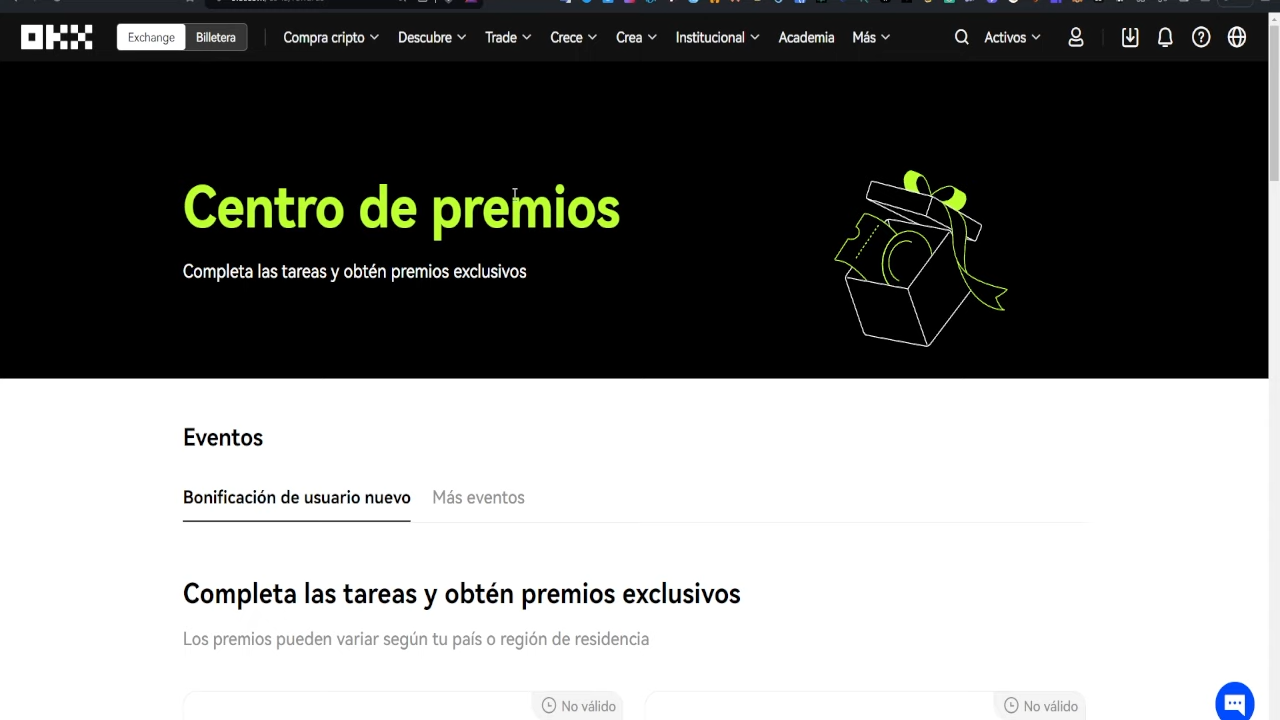 OKX
Exchange
Billetera
Compra cripto
Descubre
Trade
Crece
Crea
Institucional
Academia
Más
Activos
Centro de premios
Completa las tareas y obtén premios exclusivos
Eventos
Bonificación de usuario nuevo
Más eventos
Completa las tareas y obtén premios exclusivos
Los premios pueden variar según tu país o región de residencia
No válido
No válido